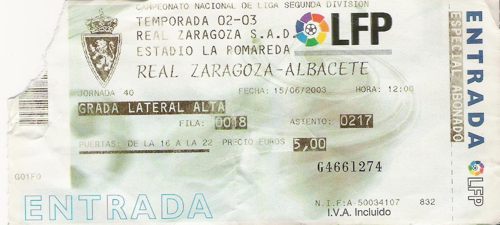 CAMPEONATO NACIONAL DE LIGA SEGUNDA DIVISION
TEMPORADA 02-03
REAL ZARAGOZA S.A.D.
ESTADIO LA ROMAREDA
LFP
REAL ZARAGOZA-ALBACETE
JORNADA 40
FECHA: 15/06/2003
HORA: 12:00
GRADA LATERAL ALTA
FILA: 0018
ASIENTO: 0217
PUERTAS: DE LA 16 A LA 22
PRECIO EUROS
5,00
G4661274
G01F0
ENTRADA
N.I.F:A-50034107
832
I.V.A. Incluido
ESPECIAL ABONADO
ENTRADA
LFP